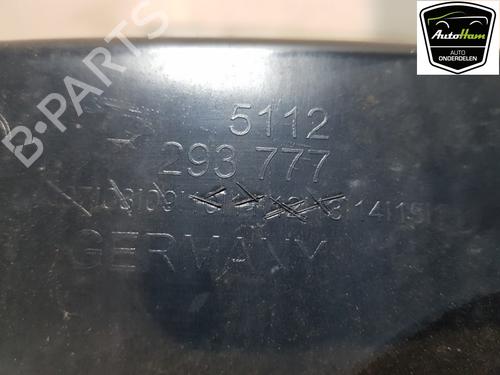 AutoHam
AUTO
ONDERDELEN
B-PARTS
5112
293 777
GERMANY